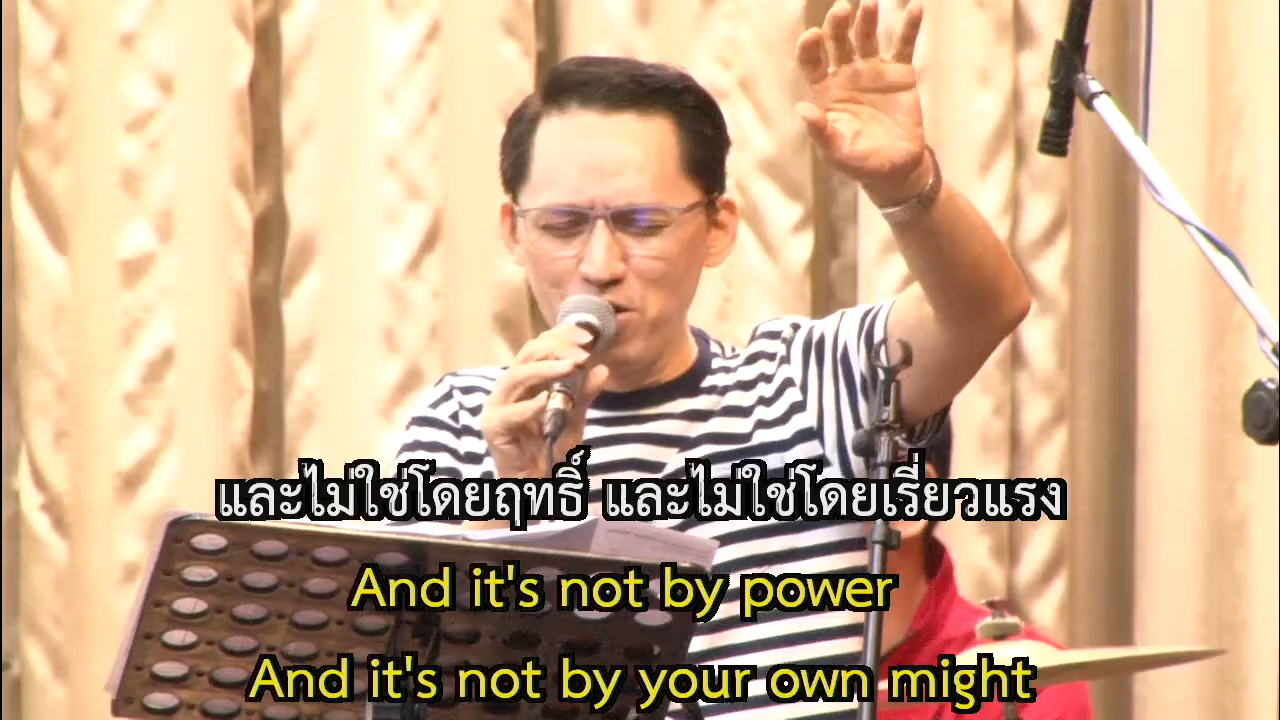 และไม่ใช่โดยฤทธิ์ และไม่ใช่โดยเรี่ยวแรง
And it's not by power
And it's not by your own might